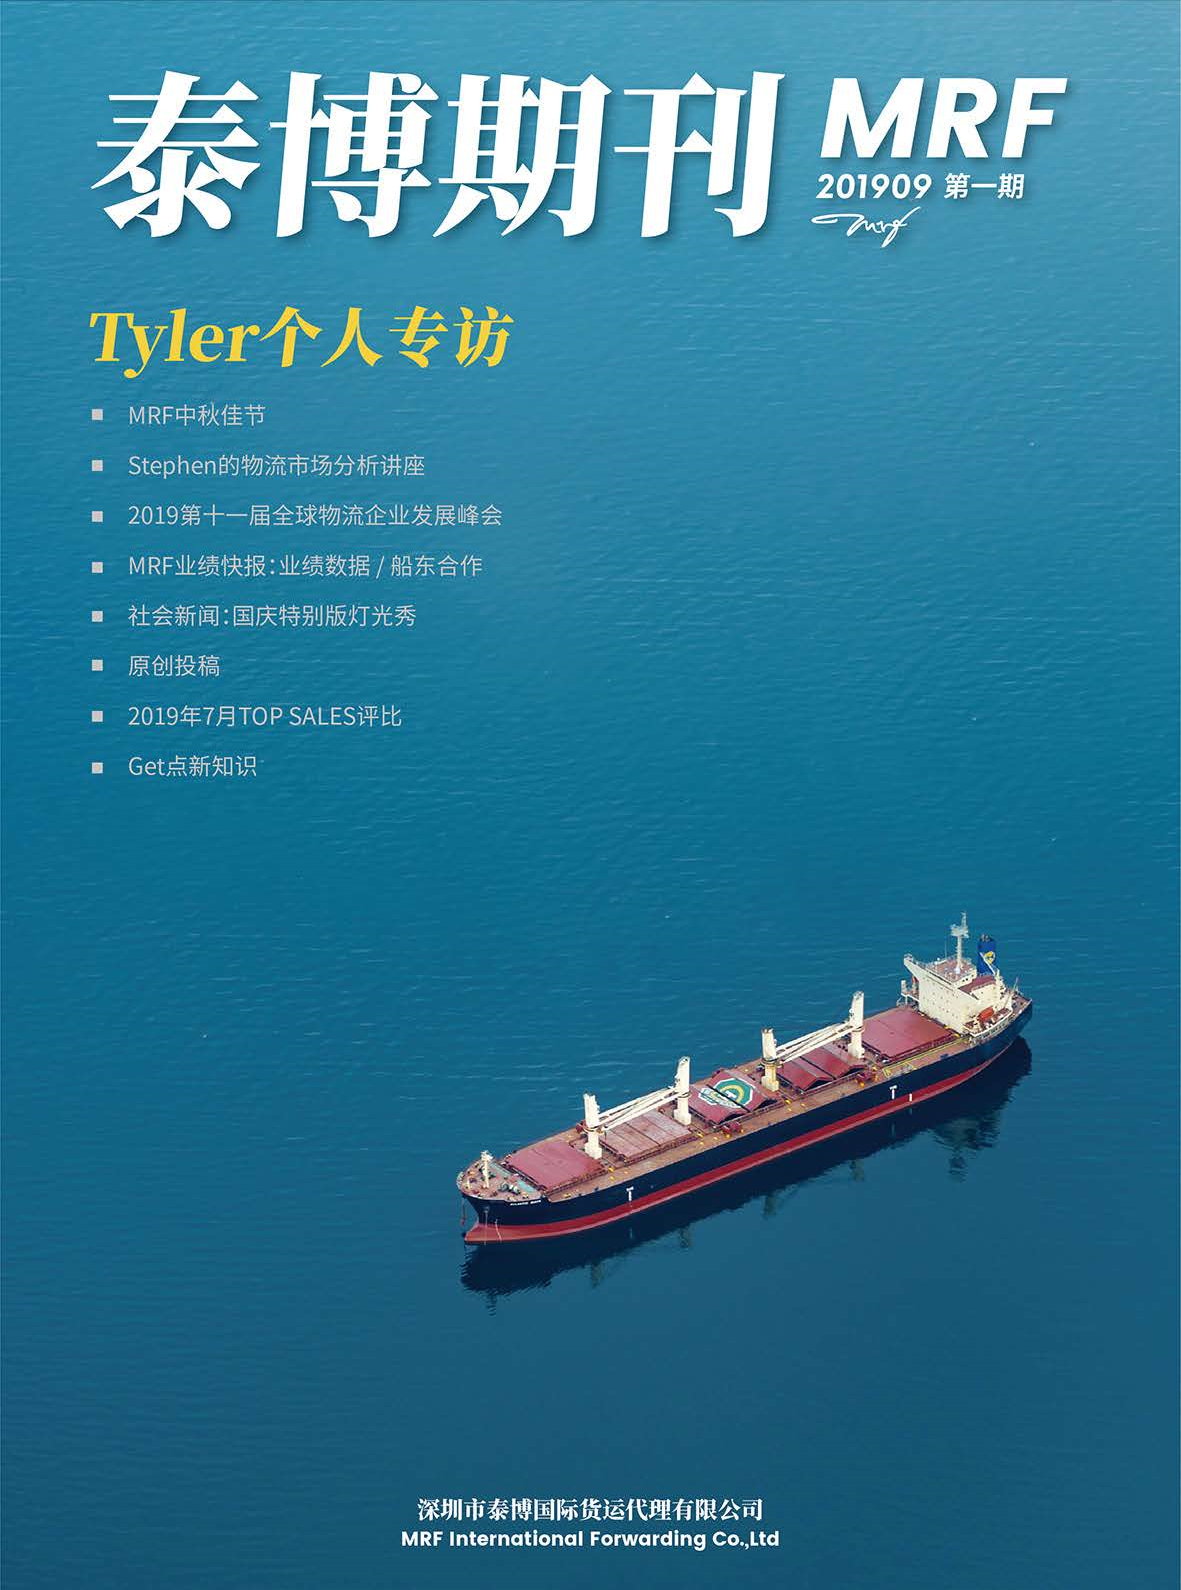 泰博期刊
MRF
201909 第一期
mrf
Tyler个人专访
■ MRF中秋佳节
■ Stephen的物流市场分析讲座
■ 2019第十一届全球物流企业发展峰会
■ MRF业绩快报：业绩数据 / 船东合作
■ 社会新闻：国庆特别版灯光秀
■ 原创投稿
■ 2019年7月TOP SALES评比
■ Get点新知识
深圳市泰博国际货运代理有限公司
MRF International Forwarding Co.,Ltd